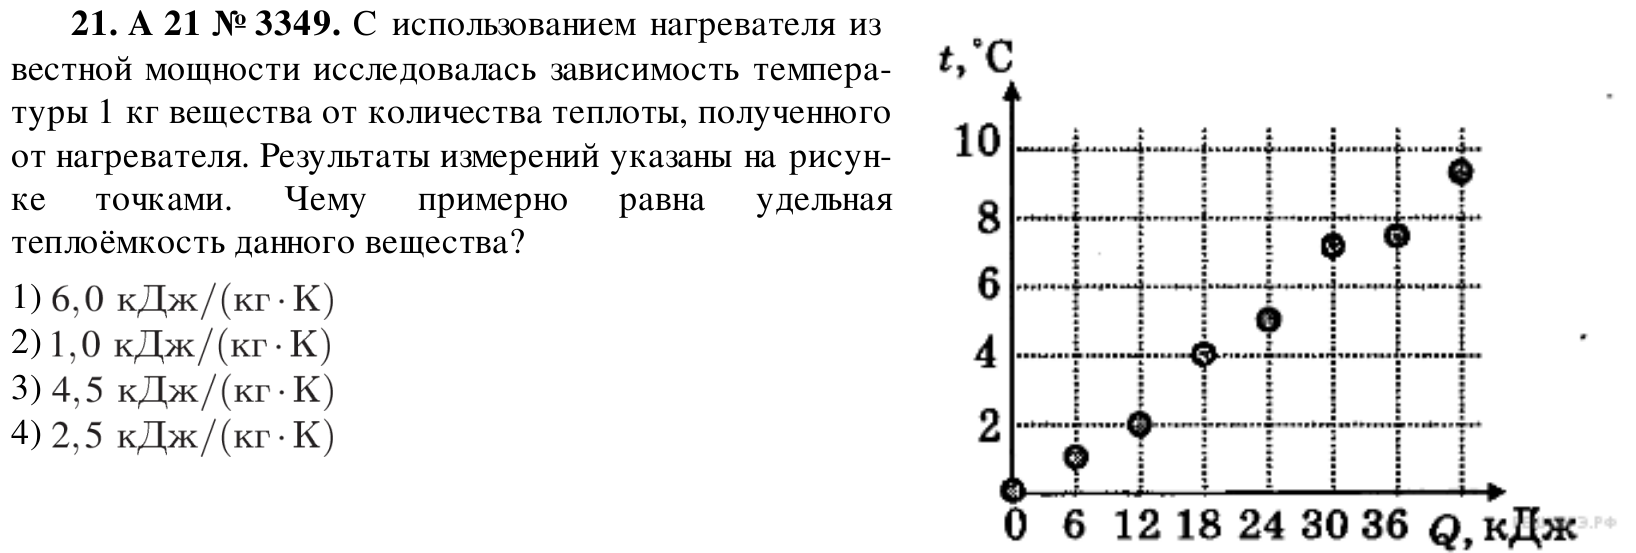 21. А 21 № 3349. С использованием нагревателя из
вестной мощности исследовалась зависимость темпера-
туры 1 кг вещества от количества теплоты, полученного
от нагревателя. Результаты измерений указаны на рисун-
ке точками. Чему примерно равна удельная
теплоёмкость данного вещества?
1) 6,0 кДж/(кг · К)
2) 1,0 кДж/(кг · К)
3) 4,5 кДж/(кг · К)
4) 2,5 кДж/(кг · К)
t, °C
10
8
6
4
2
0 6 12 18 24 30 36 Q, кДж